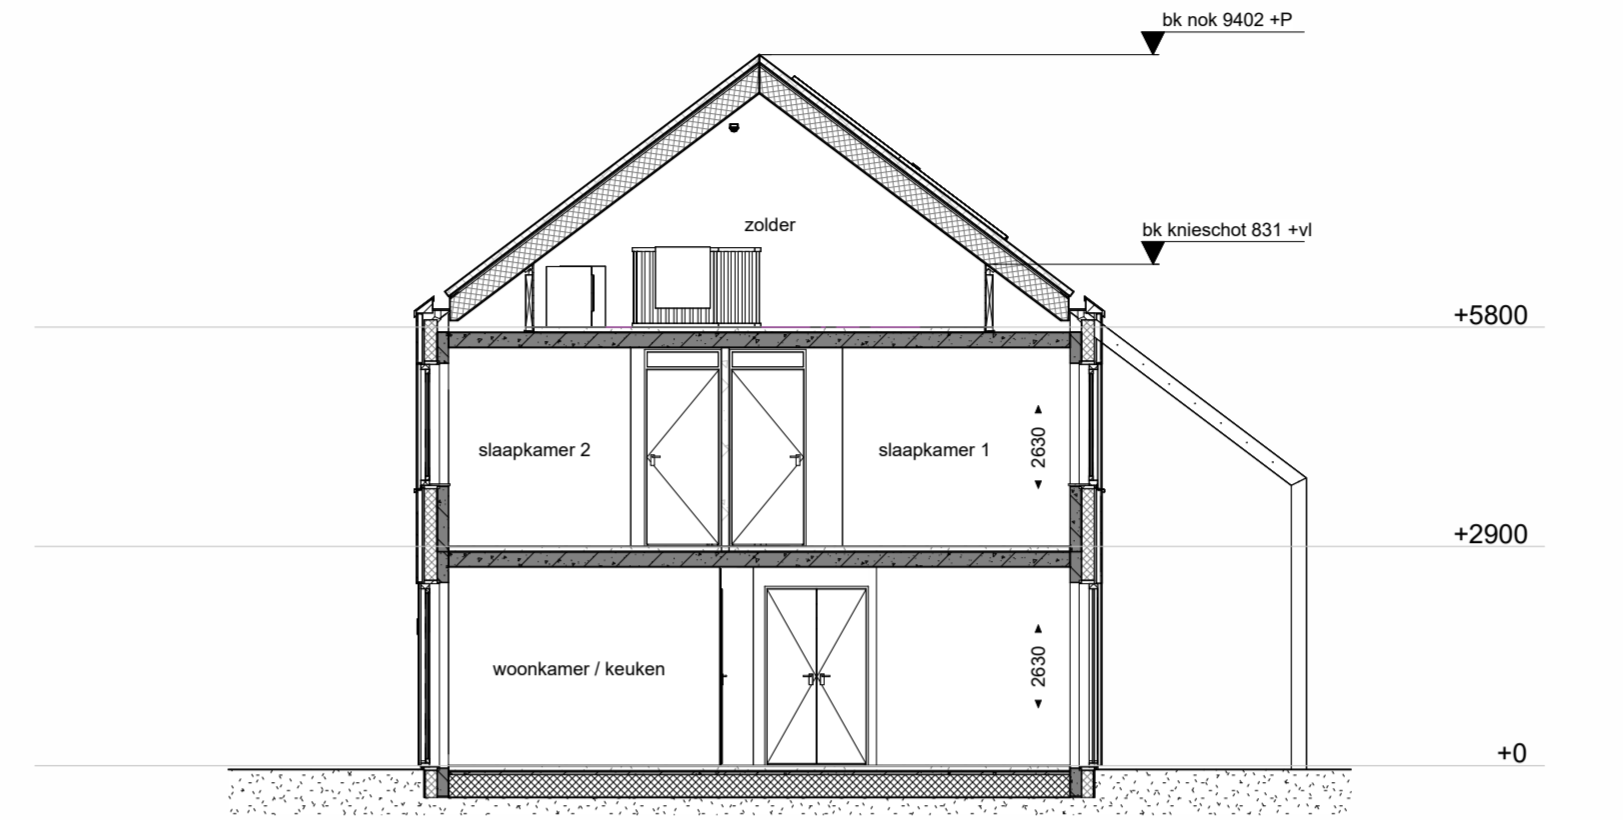 bk nok 9402 +P
zolder
bk knieschot 831 +vl
+5800
slaapkamer 2
slaapkamer 1
2630
+2900
woonkamer / keuken
2630
+0